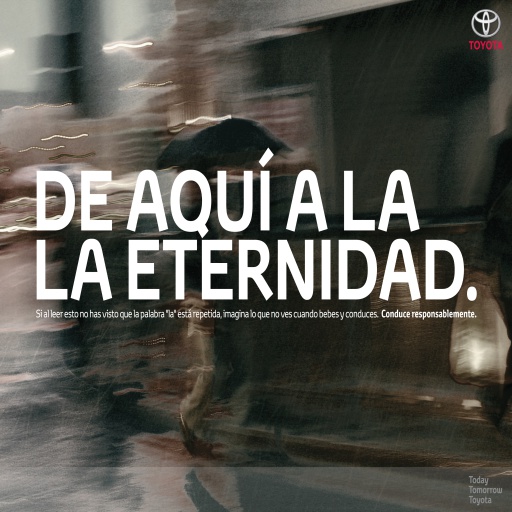 TOYOTA
DE AQUÍ A LA
LA ETERNIDAD.
Si al leer esto no has visto que la palabra "la" está repetida, imagina lo que no ves cuando bebes y conduces. Conduce responsablemente.
Today
Tomorrow
Toyota